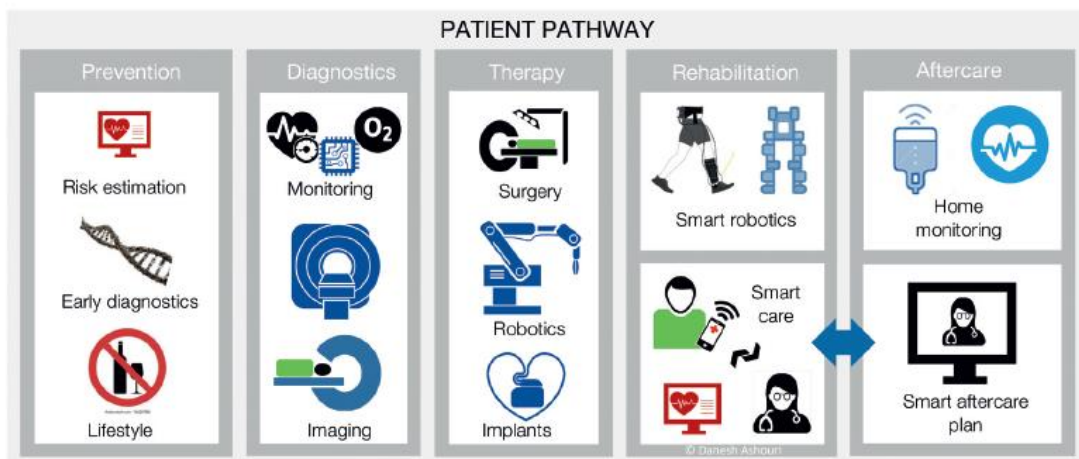 PATIENT PATHWAY
Prevention
Risk estimation
Early diagnostics
Lifestyle
Diagnostics
O2
Monitoring
Imaging
Therapy
Surgery
Robotics
Implants
Rehabilitation
Smart robotics
Smart
care
© Danesh Ashouri
Aftercare
Home
monitoring
Smart aftercare
plan